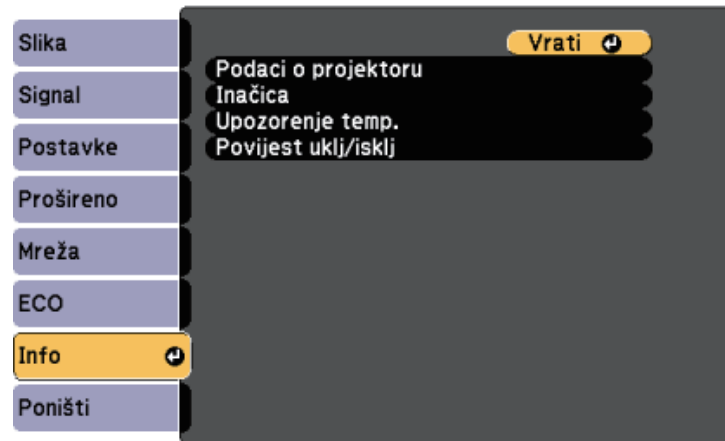 Slika
Signal
Postavke
Prošireno
Mreža
ECO
Info
Poništi
Vrati
Podaci o projektoru
Inačica
Upozorenje temp.
Povijest uklj/isklj